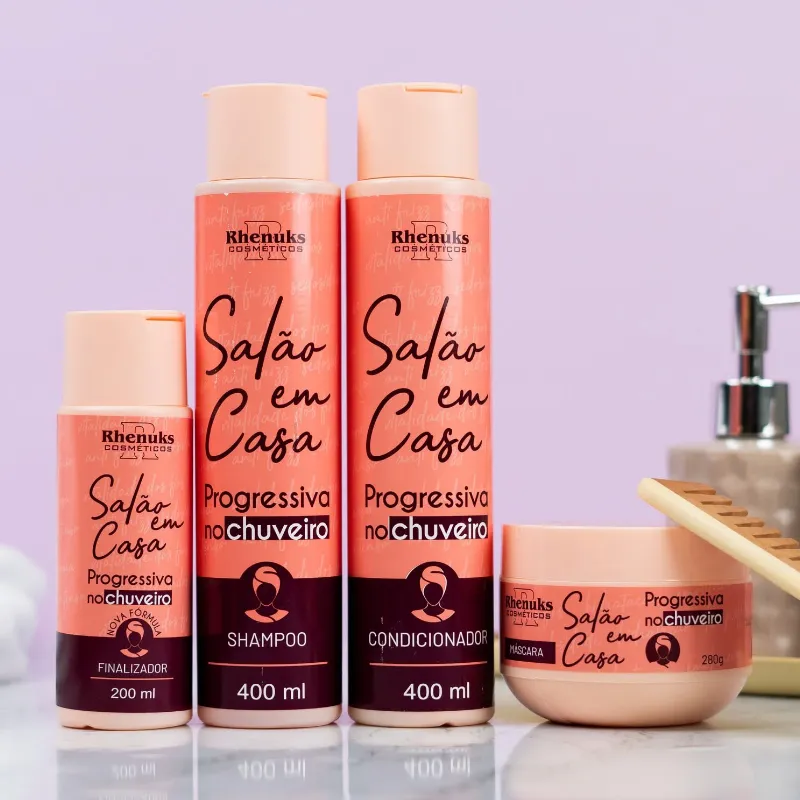 Rhenuks
COSMÉTICOS
Salão
em
Casa
Progressiva
no chuveiro
NOVA FÓRMULA
FINALIZADOR
200 ml
Rhenuks
COSMÉTICOS
Salão
em
Casa
Progressiva
no chuveiro
SHAMPOO
400 ml
Rhenuks
COSMÉTICOS
Salão
em
Casa
Progressiva
no chuveiro
CONDICIONADOR
400 ml
Rhenuks
COSMÉTICOS
MÁSCARA
Salão
em
Casa
Progressiva
no chuveiro
280g